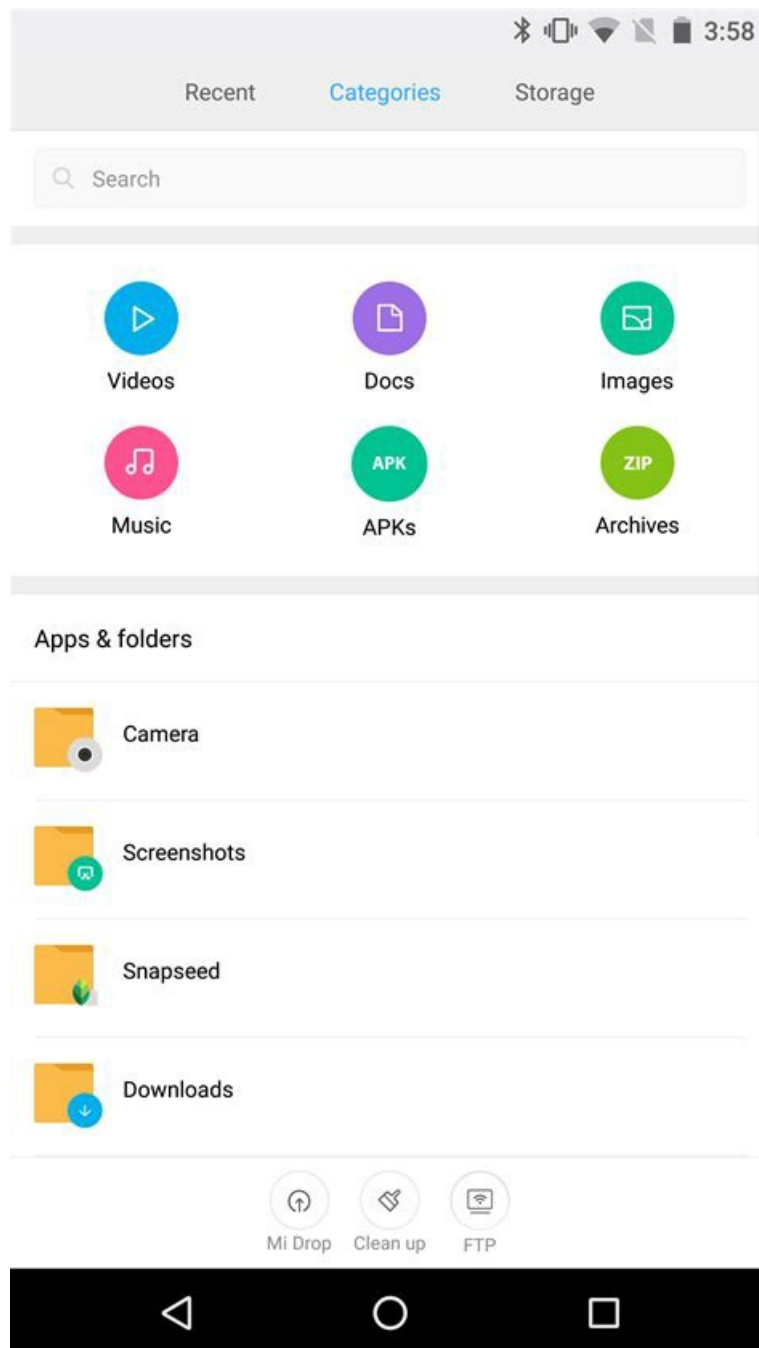 3:58
Recent Categories Storage
Search
Videos Docs Images
APK ZIP
Music APKs Archives
Apps & folders
Camera
Screenshots
Snapseed
Downloads
Mi Drop Clean up FTP